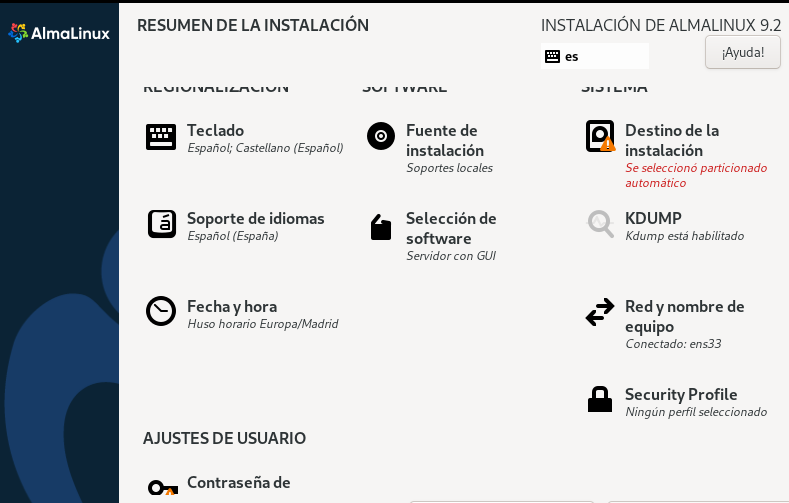 AlmaLinux
RESUMEN DE LA INSTALACIÓN
INSTALACIÓN DE ALMALINUX 9.2
es
¡Ayuda!
REGIONALIZACIÓN
Teclado
Español; Castellano (Español)
Soporte de idiomas
Español (España)
Fecha y hora
Huso horario Europa/Madrid
SOFTWARE
Fuente de
instalación
Soportes locales
Selección de
software
Servidor con GUI
SISTEMA
Destino de la
instalación
Se seleccionó particionado
automático
KDUMP
Kdump está habilitado
Red y nombre de
equipo
Conectado: ens33
Security Profile
Ningún perfil seleccionado
AJUSTES DE USUARIO
Contraseña de